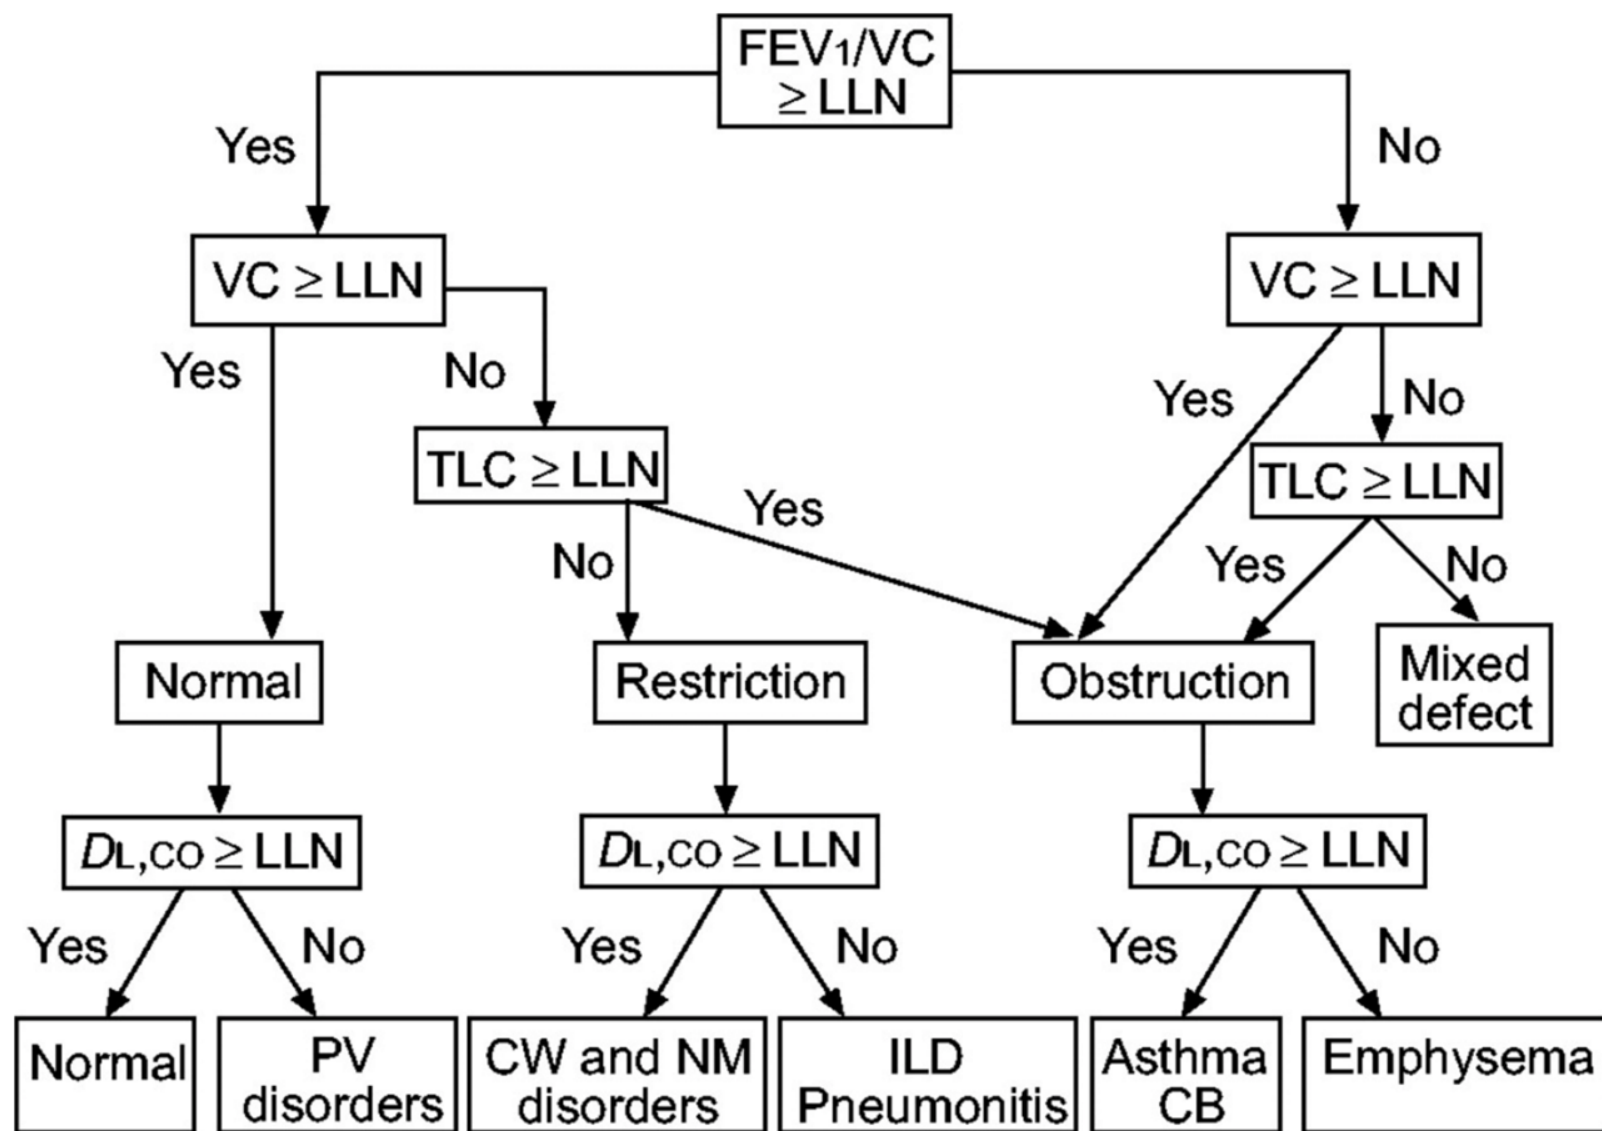 FEV1/VC
≥ LLN
Yes
No
VC ≥ LLN
VC ≥ LLN
Yes
No
Yes
No
TLC ≥ LLN
TLC ≥ LLN
Yes
No
Yes
No
Normal
Restriction
Obstruction
Mixed
defect
DL,CO ≥ LLN
DL,CO ≥ LLN
DL,CO ≥ LLN
Yes
No
Yes
No
Yes
No
Normal
PV
disorders
CW and NM
disorders
ILD
Pneumonitis
Asthma
CB
Emphysema